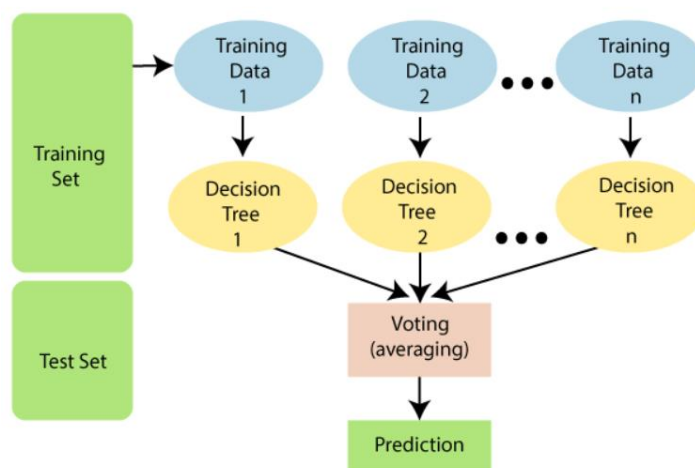 Training
Set
Test Set
Training
Data
1
Training
Data
2
Training
Data
n
Decision
Tree
1
Decision
Tree
2
Decision
Tree
n
Voting
(averaging)
Prediction